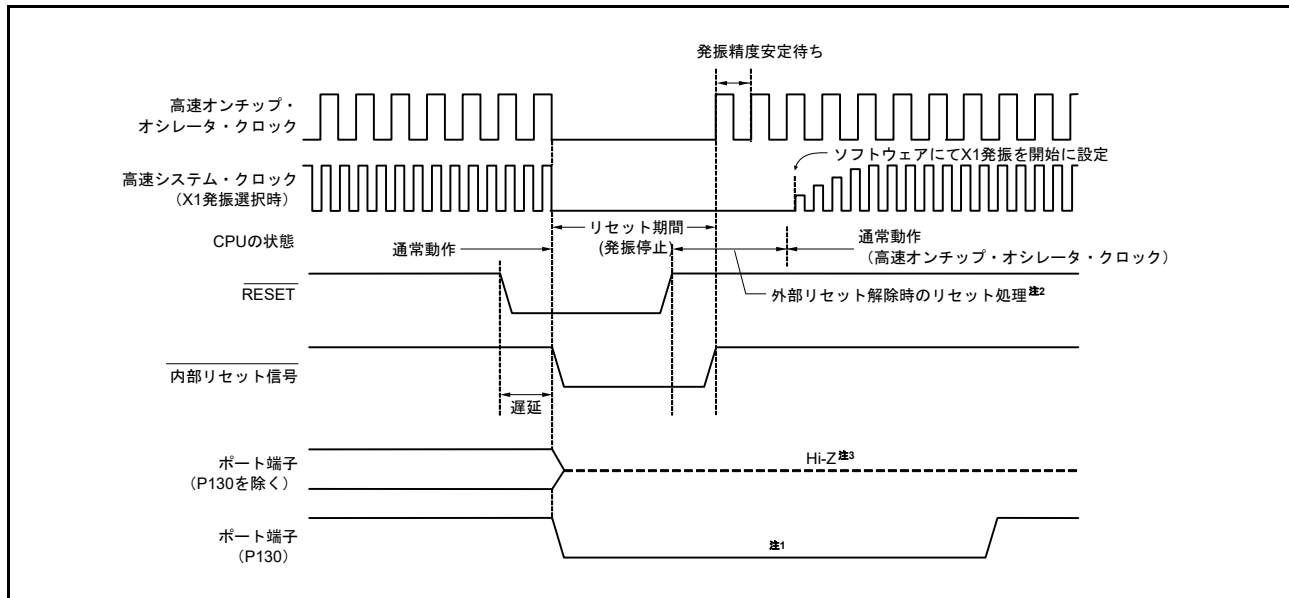 発振精度安定待ち
高速オンチップ・
オシレータ・クロック
ソフトウェアにてX1発振を開始に設定
高速システム・クロック
(X1発振選択時)
リセット期間
(発振停止)
CPUの状態
通常動作
通常動作
(高速オンチップ・オシレータ・クロック)
RESET
外部リセット解除時のリセット処理注2
内部リセット信号
遅延
Hi-Z注3
ポート端子
(P130を除く)
ポート端子
(P130)
注1